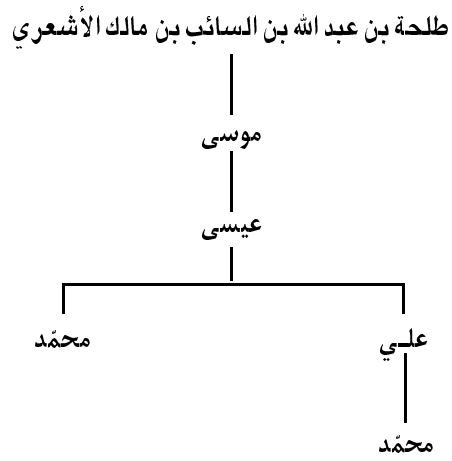 طلحة بن عبد الله بن السائب بن مالك الأشعري
موسى
عيسى
علـي
محمّد
محمّد